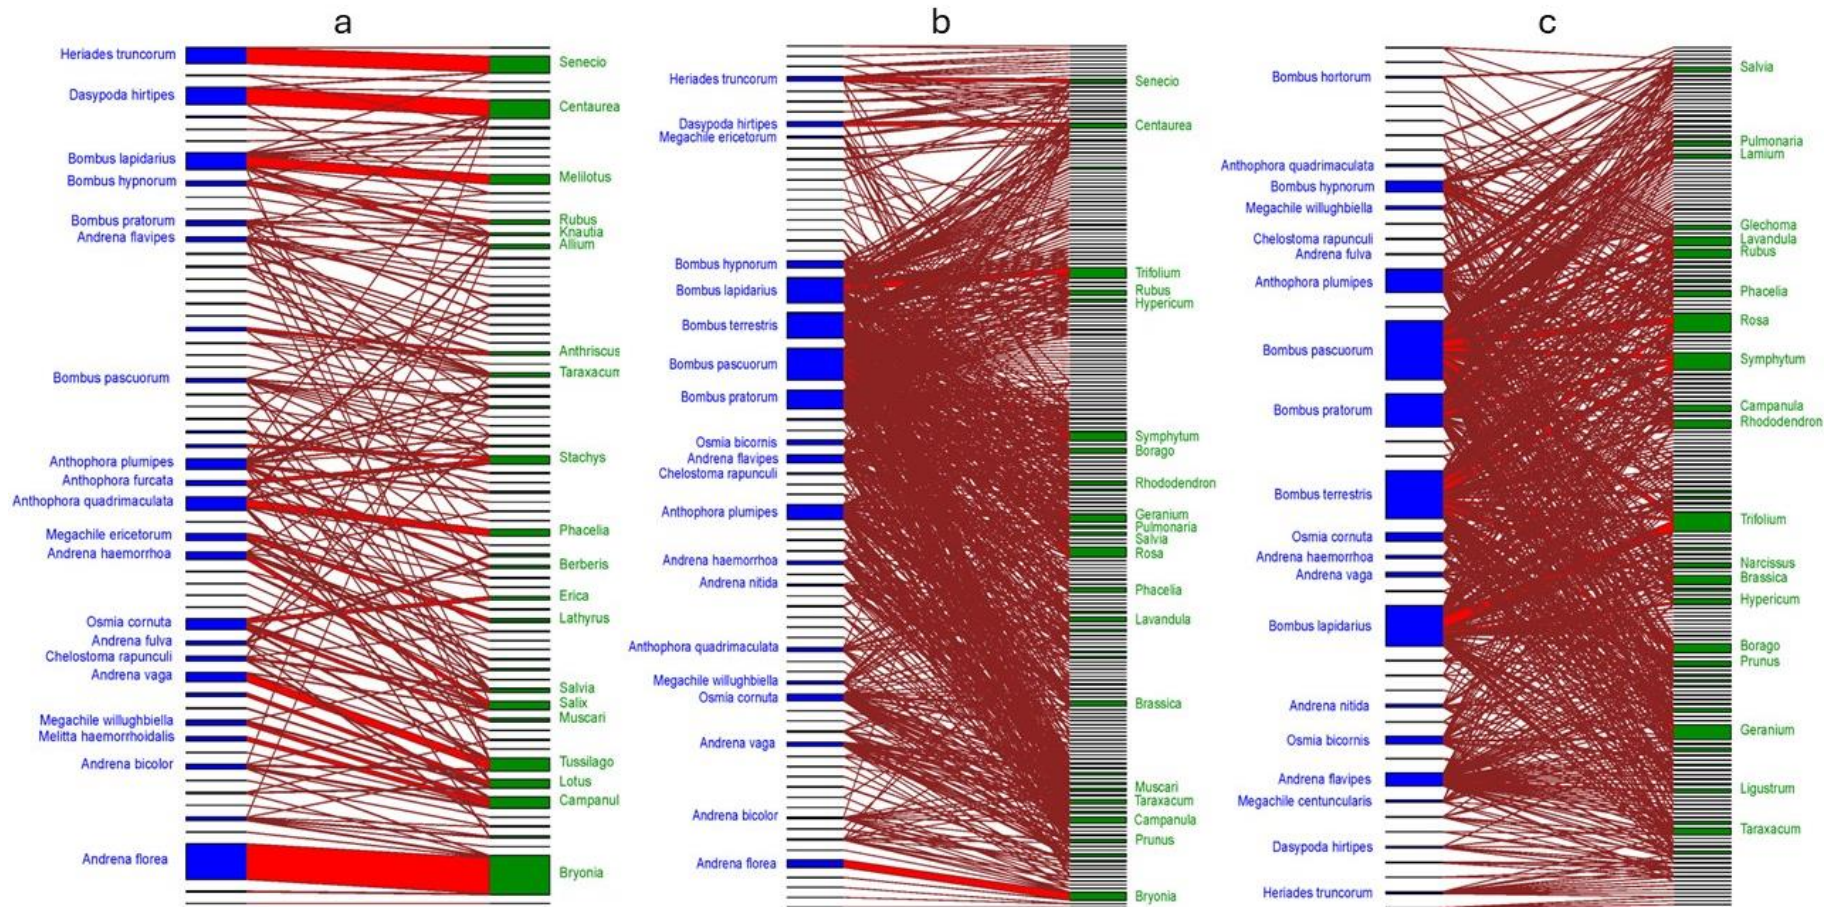 a
Heriades truncorum
Dasypoda hirtipes
Bombus lapidarius
Bombus hypnorum
Bombus pratorum
Andrena flavipes
Bombus pascuorum
Anthophora plumipes
Anthophora furcata
Anthophora quadrimaculata
Megachile ericetorum
Andrena haemorrhoa
Osmia cornuta
Andrena fulva
Chelostoma rapunculi
Andrena vaga
Megachile willughbiella
Melitta haemorrhoidalis
Andrena bicolor
Andrena florea
Senecio
Centaurea
Melilotus
Rubus
Knautia
Allium
Anthriscus
Taraxacum
Stachys
Phacelia
Berberis
Erica
Lathyrus
Salvia
Salix
Muscari
Tussilago
Lotus
Campanul
Bryonia
b
Heriades truncorum
Dasypoda hirtipes
Megachile ericetorum
Bombus hypnorum
Bombus lapidarius
Bombus terrestris
Bombus pascuorum
Bombus pratorum
Osmia bicornis
Andrena flavipes
Chelostoma rapunculi
Anthophora plumipes
Andrena haemorrhoa
Andrena nitida
Anthophora quadrimaculata
Megachile willughbiella
Osmia cornuta
Andrena vaga
Andrena bicolor
Andrena florea
Senecio
Centaurea
Trifolium
Rubus
Hypericum
Symphytum
Borago
Rhododendron
Geranium
Pulmonaria
Salvia
Rosa
Phacelia
Lavandula
Brassica
Muscari
Taraxacum
Campanula
Prunus
Bryonia
c
Bombus hortorum
Anthophora quadrimaculata
Bombus hypnorum
Megachile willughbiella
Chelostoma rapunculi
Andrena fulva
Anthophora plumipes
Bombus pascuorum
Bombus pratorum
Bombus terrestris
Osmia cornuta
Andrena haemorrhoa
Andrena vaga
Bombus lapidarius
Andrena nitida
Osmia bicornis
Andrena flavipes
Megachile centuncularis
Dasypoda hirtipes
Heriades truncorum
Salvia
Pulmonaria
Lamium
Glechoma
Lavandula
Rubus
Phacelia
Rosa
Symphytum
Campanula
Rhododendron
Trifolium
Narcissus
Brassica
Hypericum
Borago
Prunus
Geranium
Ligustrum
Taraxacum